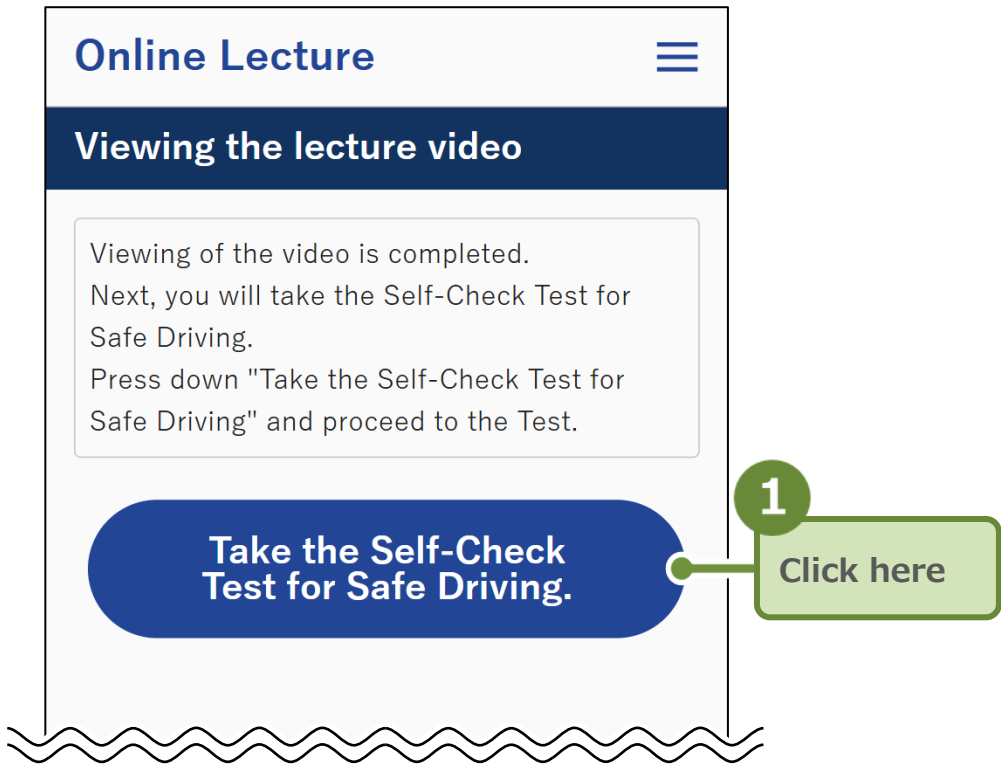 Online Lecture
Viewing the lecture video
Viewing of the video is completed.
Next, you will take the Self-Check Test for
Safe Driving.
Press down "Take the Self-Check Test for
Safe Driving" and proceed to the Test.
1
Take the Self-Check
Test for Safe Driving.
Click here